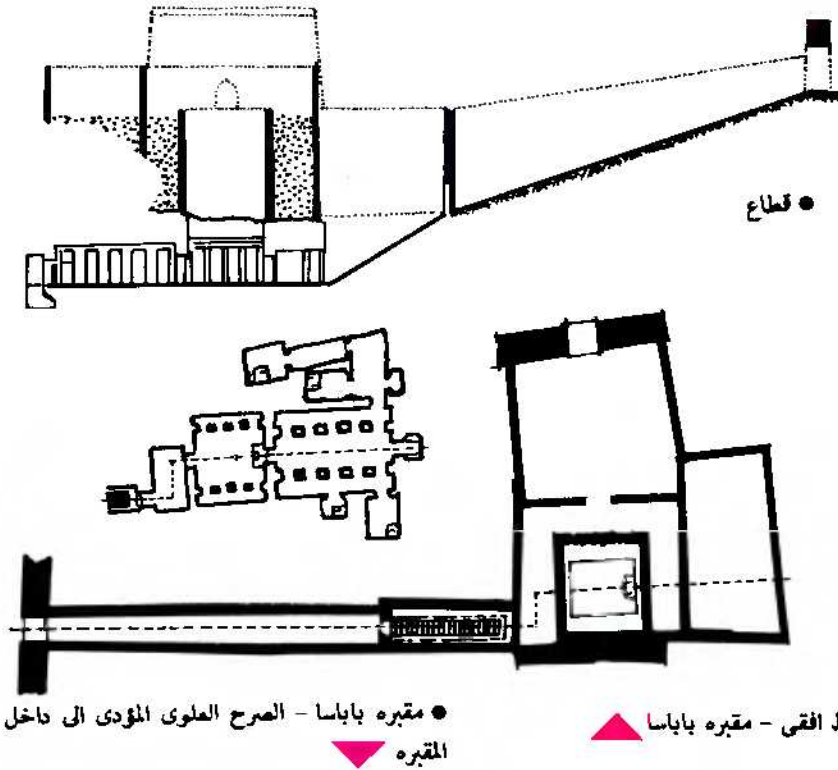 قطاع
افقى - مقبره باباسا
مقبره باباسا - الصرح العلوى المؤدى الى داخل
المقبره